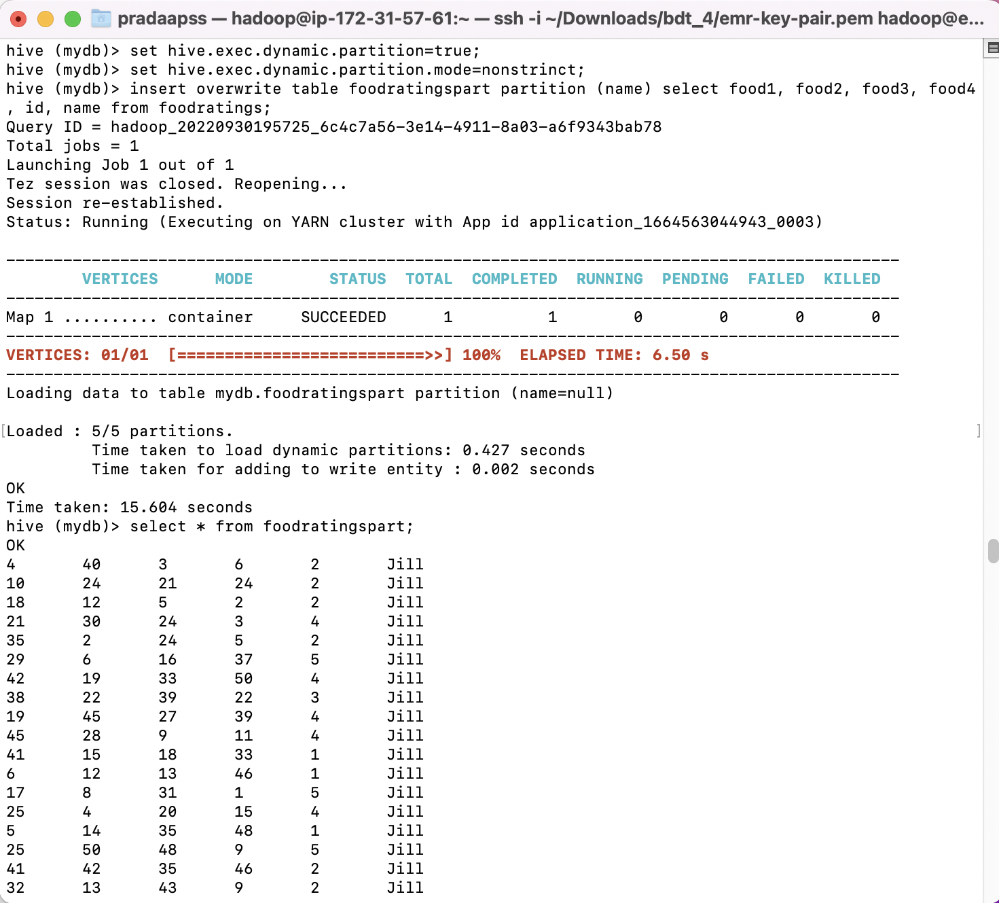 pradaapss — hadoop@ip-172-31-57-61:~ — ssh -i ~/Downloads/bdt_4/emr-key-pair.pem hadoop@e...
hive (mydb)> set hive.exec.dynamic.partition=true;
hive (mydb)> set hive.exec.dynamic.partition.mode=nonstrinct;
hive (mydb)> insert overwrite table foodratingspart partition (name) select food1, food2, food3, food4
, id, name from foodratings;
Query ID = hadoop_20220930195725_6c4c7a56-3e14-4911-8a03-a6f9343bab78
Total jobs = 1
Launching Job 1 out of 1
Tez session was closed. Reopening...
Session re-established.
Status: Running (Executing on YARN cluster with App id application_1664563044943_0003)
----------------------------------------------------------------------------------------------
        VERTICES      MODE        STATUS  TOTAL  COMPLETED  RUNNING  PENDING  FAILED  KILLED
----------------------------------------------------------------------------------------------
Map 1 .......... container     SUCCEEDED      1          1        0        0       0       0
----------------------------------------------------------------------------------------------
VERTICES: 01/01  [==========================>>] 100%  ELAPSED TIME: 6.50 s
----------------------------------------------------------------------------------------------
Loading data to table mydb.foodratingspart partition (name=null)
[Loaded : 5/5 partitions. ]
         Time taken to load dynamic partitions: 0.427 seconds
         Time taken for adding to write entity : 0.002 seconds
OK
Time taken: 15.604 seconds
hive (mydb)> select * from foodratingspart;
OK
4       40      3       6       2       Jill
10      24      21      24      2       Jill
18      12      5       2       2       Jill
21      30      24      3       4       Jill
35      2       24      5       2       Jill
29      6       16      37      5       Jill
42      19      33      50      4       Jill
38      22      39      22      3       Jill
19      45      27      39      4       Jill
45      28      9       11      4       Jill
41      15      18      33      1       Jill
6       12      13      46      1       Jill
17      8       31      1       5       Jill
25      4       20      15      4       Jill
5       14      35      48      1       Jill
25      50      48      9       5       Jill
41      42      35      46      2       Jill
32      13      43      9       2       Jill